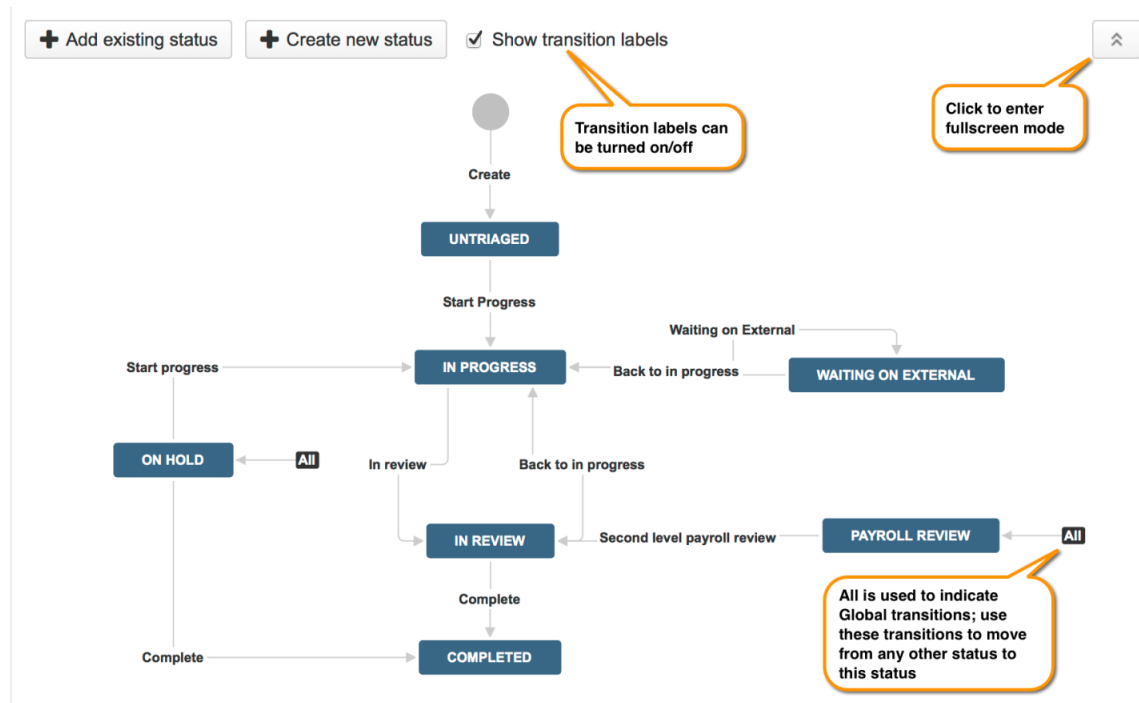 Add existing status
Create new status
Show transition labels
Transition labels can
be turned on/off
Click to enter
fullscreen mode
Create
UNTRIAGED
Start Progress
Waiting on External
Start progress
IN PROGRESS
Back to in progress
WAITING ON EXTERNAL
ON HOLD
All
In review
Back to in progress
IN REVIEW
Second level payroll review
PAYROLL REVIEW
All
Complete
All is used to indicate
Global transitions; use
these transitions to move
from any other status to
this status
Complete
COMPLETED